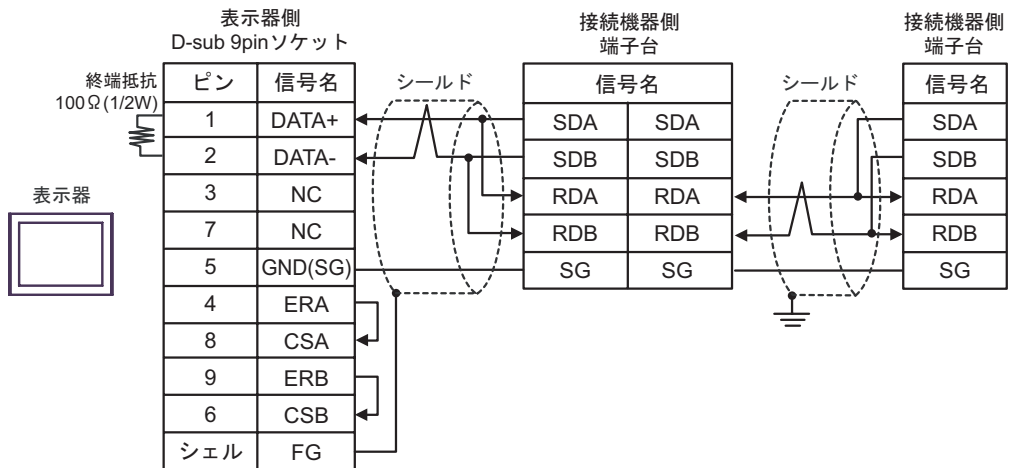 表示器側
D-sub 9pinソケット
接続機器側
端子台
接続機器側
端子台
終端抵抗
100Ω(1/2W)
表示器
シールド
シールド
ピン 信号名
1 DATA+
2 DATA-
3 NC
7 NC
5 GND(SG)
4 ERA
8 CSA
9 ERB
6 CSB
シェル FG
信号名
SDA SDA
SDB SDB
RDA RDA
RDB RDB
SG SG
信号名
SDA
SDB
RDA
RDB
SG